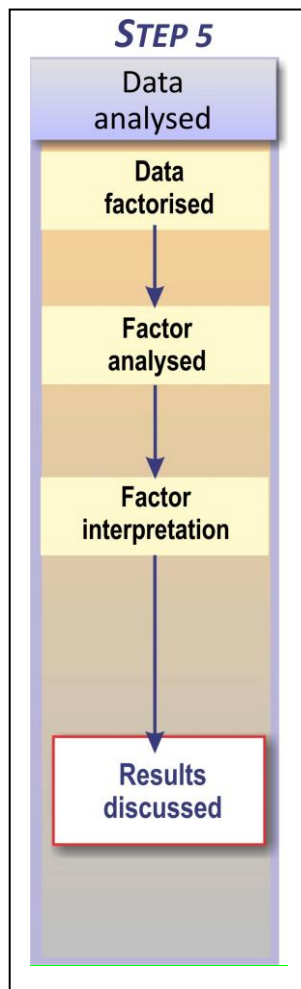 STEP 5
Data
analysed
Data
factorised
Factor
analysed
Factor
interpretation
Results
discussed